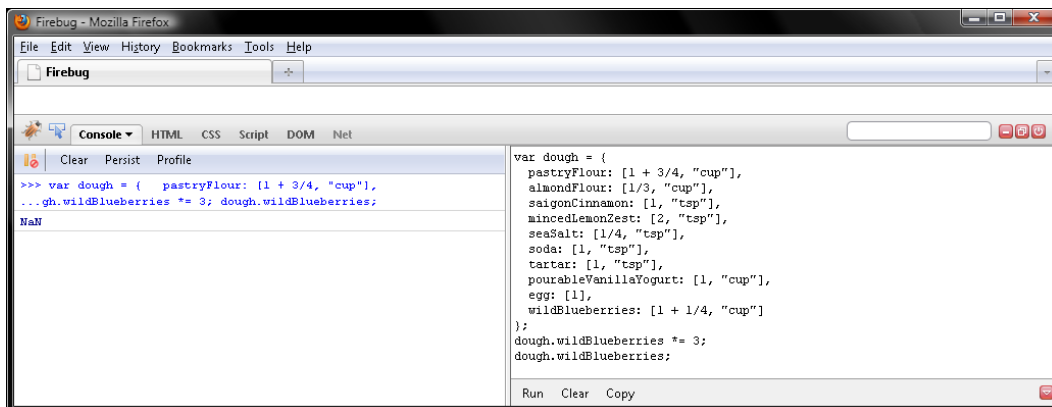 Firebug - Mozilla Firefox
File Edit View History Bookmarks Tools Help
Firebug
Console HTML CSS Script DOM Net
Clear Persist Profile
>>> var dough = {   pastryFlour: [1 + 3/4, "cup"],
...gh.wildBlueberries *= 3; dough.wildBlueberries;
NaN
var dough = {
  pastryFlour: [1 + 3/4, "cup"],
  almondFlour: [1/3, "cup"],
  saigonCinnamon: [1, "tsp"],
  mincedLemonZest: [2, "tsp"],
  seaSalt: [1/4, "tsp"],
  soda: [1, "tsp"],
  tartar: [1, "tsp"],
  pourableVanillaYogurt: [1, "cup"],
  egg: [1],
  wildBlueberries: [1 + 1/4, "cup"]
};
dough.wildBlueberries *= 3;
dough.wildBlueberries;
Run Clear Copy